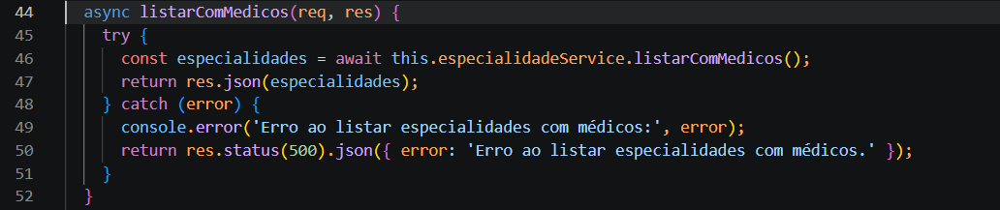 44 async listarComMedicos(req, res) {
45 try {
46 const especialidades = await this.especialidadeService.listarComMedicos();
47 return res.json(especialidades);
48 } catch (error) {
49 console.error('Erro ao listar especialidades com médicos:', error);
50 return res.status(500).json({ error: 'Erro ao listar especialidades com médicos.' });
51 }
52 }